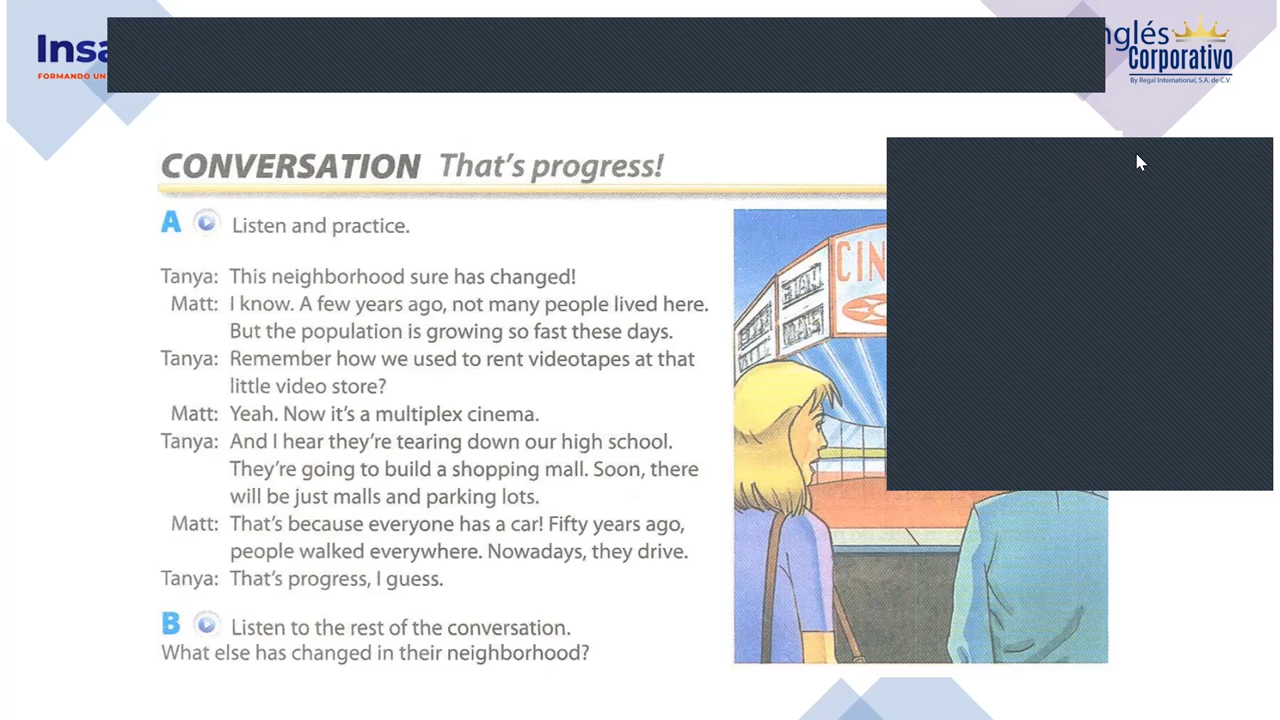 Insa
FORMANDO UN
nglés
Corporativo
By Regal International, S.A. de C.V.
CONVERSATION That's progress!
A Listen and practice.
Tanya: This neighborhood sure has changed!
Matt: I know. A few years ago, not many people lived here.
But the population is growing so fast these days.
Tanya: Remember how we used to rent videotapes at that
little video store?
Matt: Yeah. Now it's a multiplex cinema.
Tanya: And I hear they're tearing down our high school.
They're going to build a shopping mall. Soon, there
will be just malls and parking lots.
Matt: That's because everyone has a car! Fifty years ago,
people walked everywhere. Nowadays, they drive.
Tanya: That's progress, I guess.
B Listen to the rest of the conversation.
What else has changed in their neighborhood?
CIN